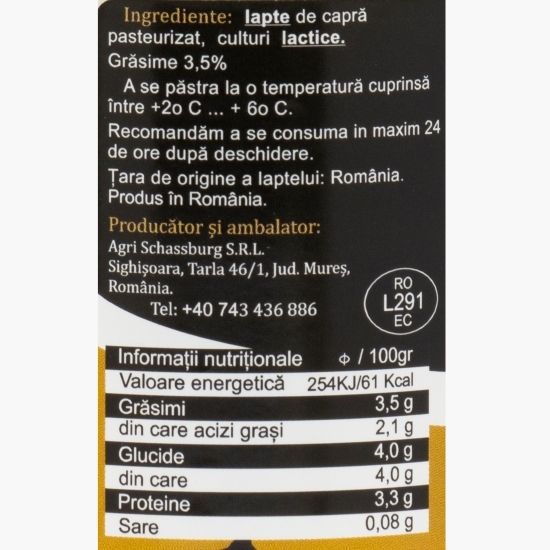 Ingrediente: lapte de capră
pasteurizat, culturi lactice.
Grăsime 3,5%
A se păstra la o temperatură cuprinsă
între +2o C ... + 6o C.
Recomandăm a se consuma in maxim 24
de ore după deschidere.
Țara de origine a laptelui: România.
Produs în România.
Producător și ambalator:
Agri Schassburg S.R.L.
Sighișoara, Tarla 46/1, Jud. Mureș,
România.
Tel: +40 743 436 886
RO
L291
EC
Informații nutriționale ϕ / 100gr
Valoare energetică 254KJ/61 Kcal
Grăsimi 3,5 g
din care acizi grași 2,1 g
Glucide 4,0 g
din care 4,0 g
Proteine 3,3 g
Sare 0,08 g